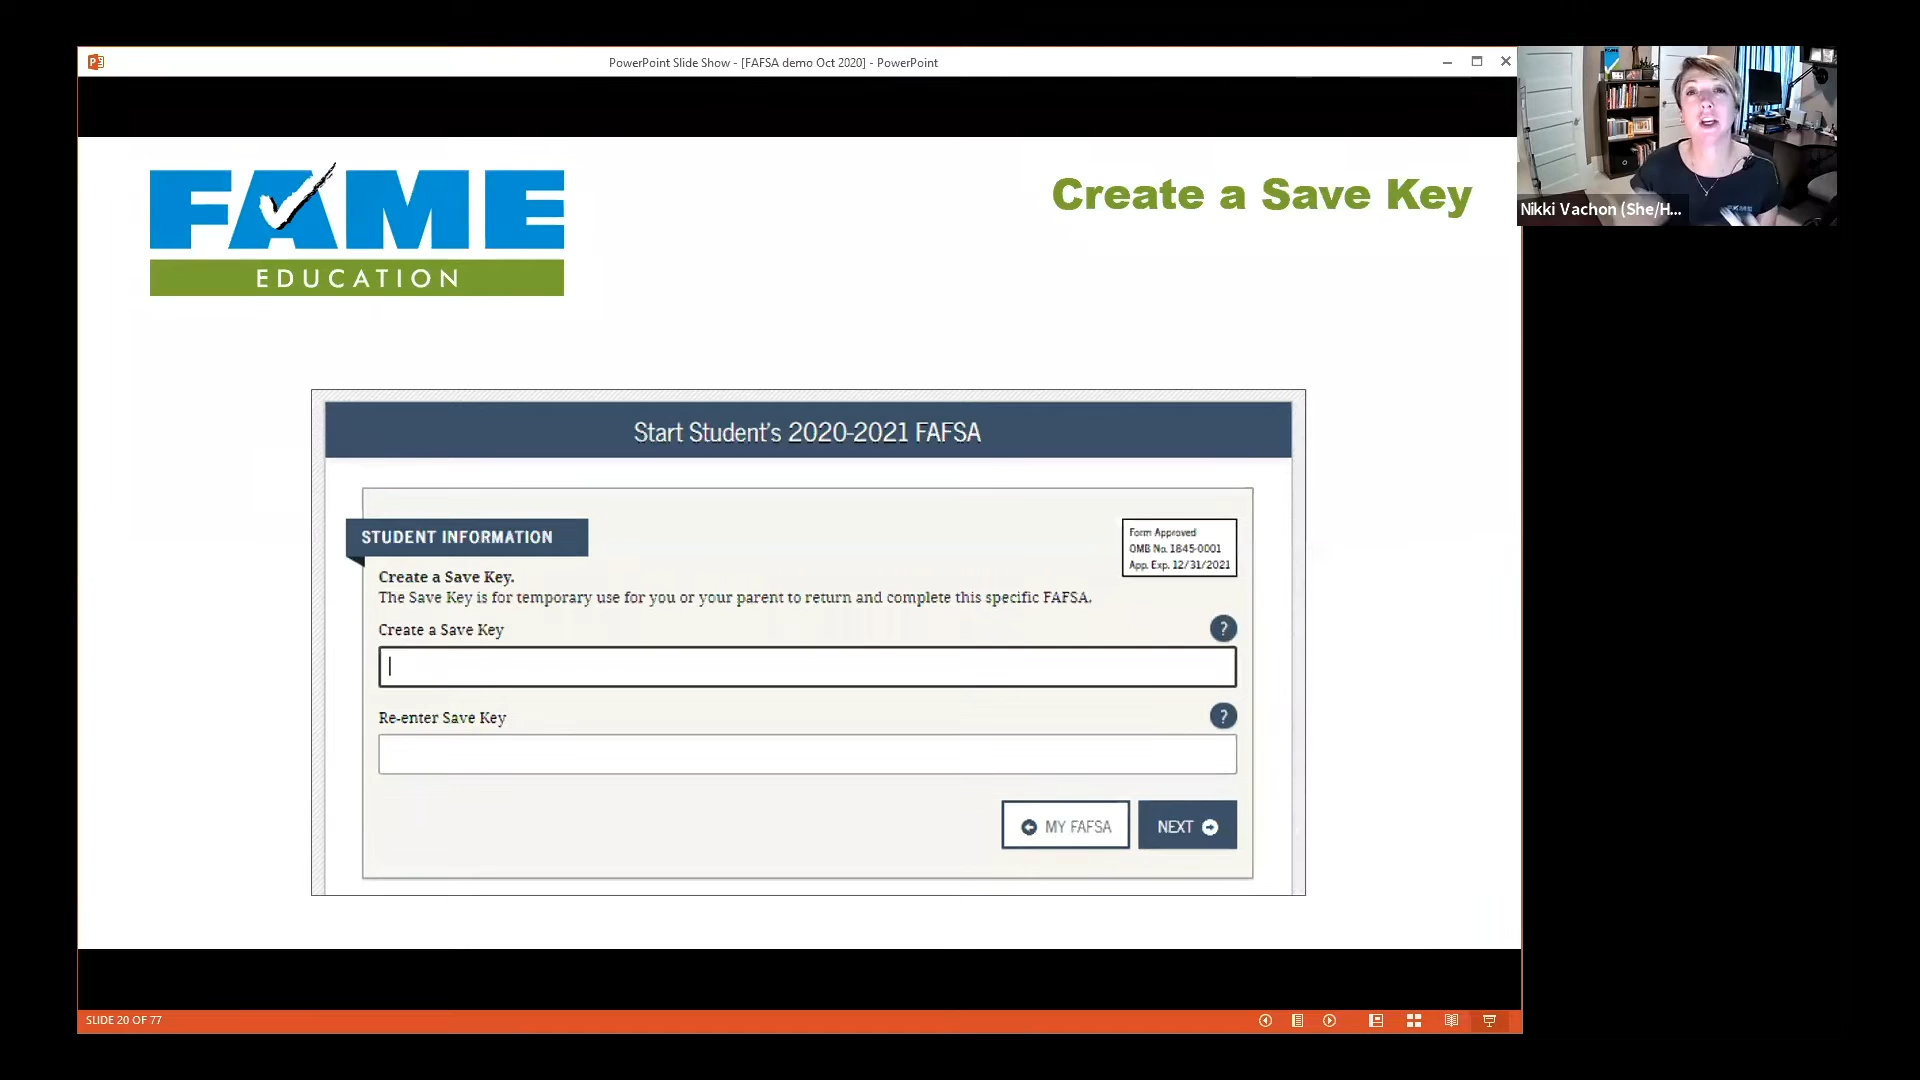 PowerPoint Slide Show - [FAFSA demo Oct 2020] - PowerPoint
Nikki Vachon (She/H...
FAME
EDUCATION
Create a Save Key
Start Student's 2020-2021 FAFSA
STUDENT INFORMATION
Form Approved
OMB No. 1845-0001
App. Exp. 12/31/2021
Create a Save Key.
The Save Key is for temporary use for you or your parent to return and complete this specific FAFSA.
Create a Save Key
?
Re-enter Save Key
?
MY FAFSA
NEXT
SLIDE 20 OF 77